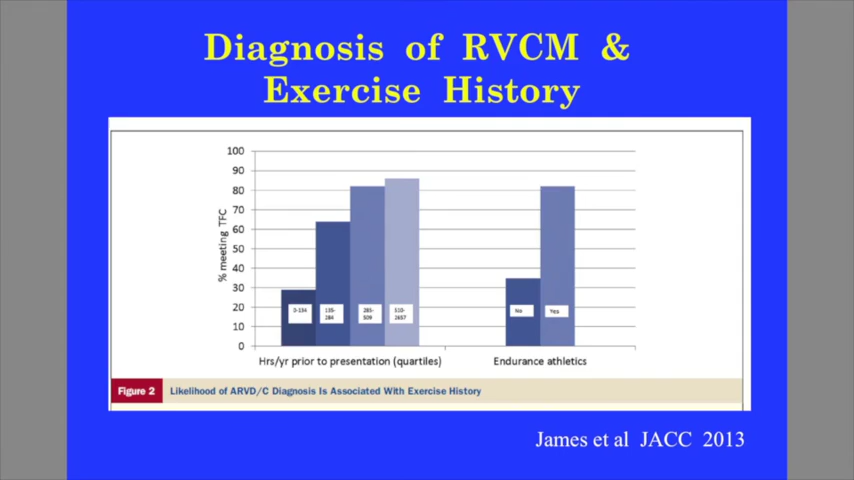 Diagnosis of RVCM &
Exercise History
100
90
80
70
60
50
40
30
20
10
0
% meeting TFC
0-134
135-
284
285-
509
510-
2657
No
Yes
Hrs/yr prior to presentation (quartiles)
Endurance athletics
Figure 2
Likelihood of ARVD/C Diagnosis Is Associated With Exercise History
James et al JACC 2013